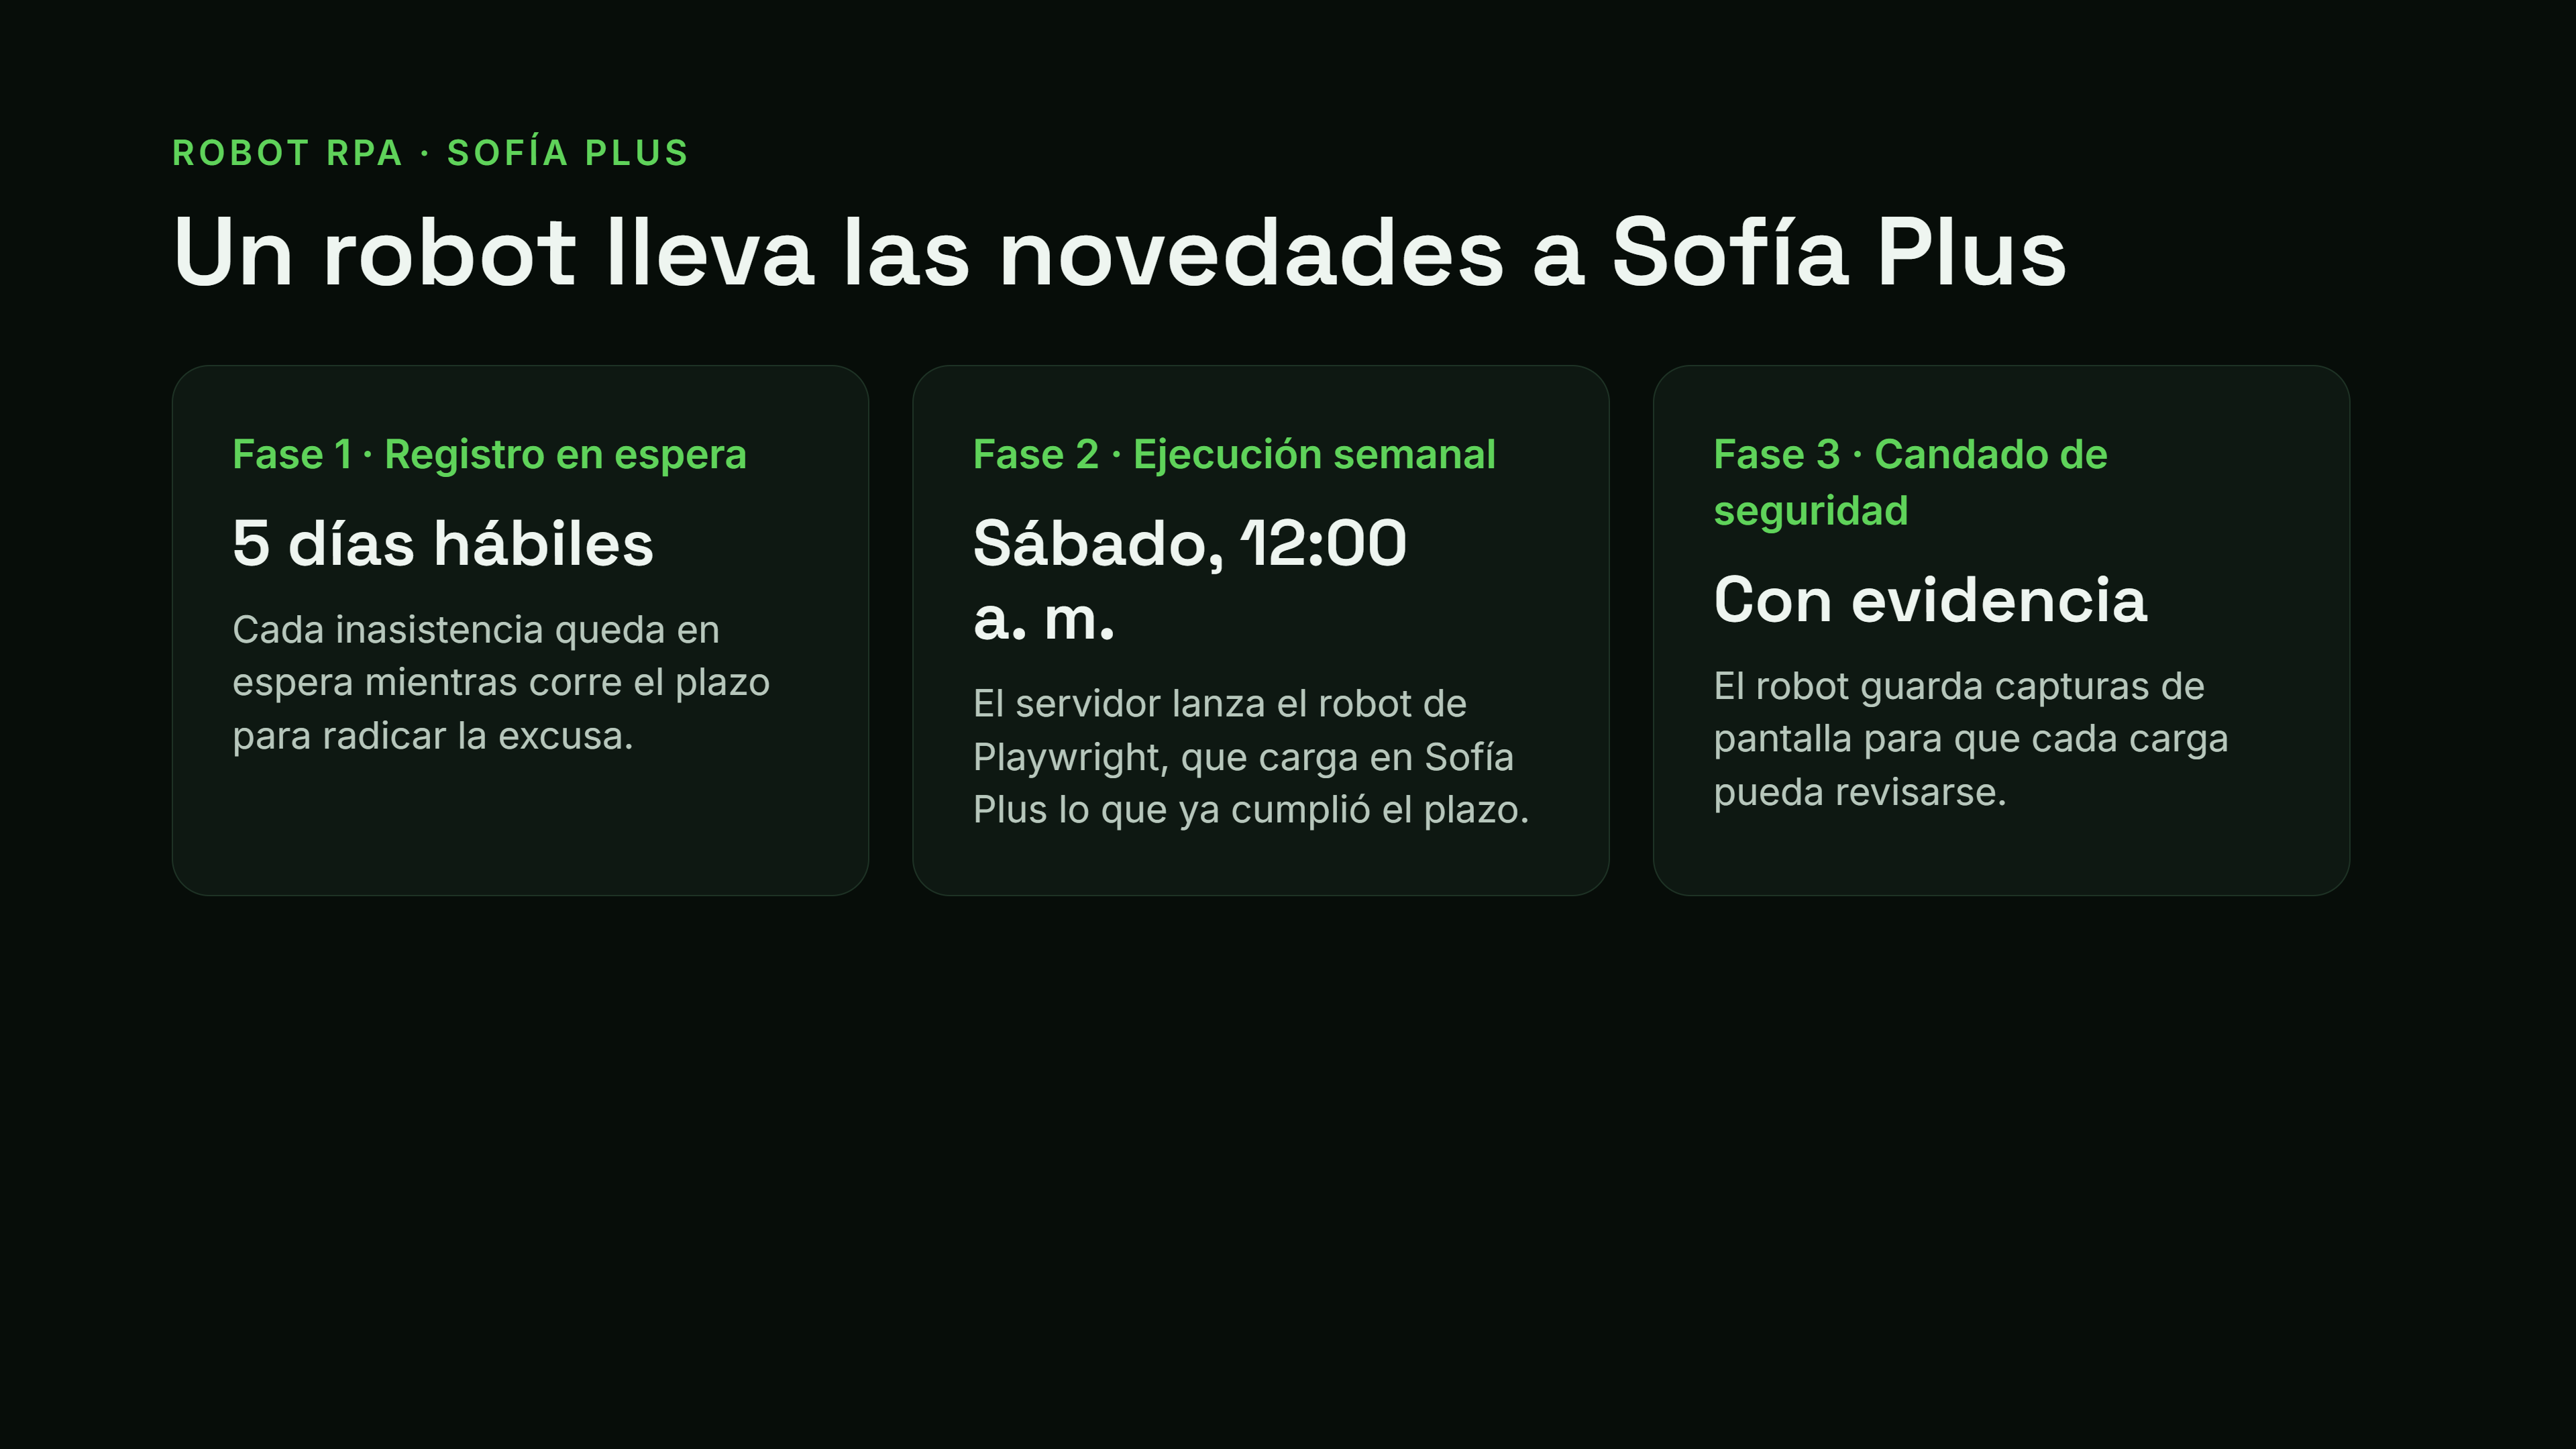 ROBOT RPA · SOFÍA PLUS
Un robot lleva las novedades a Sofía Plus
Fase 1 · Registro en espera
5 días hábiles
Cada inasistencia queda en
espera mientras corre el plazo
para radicar la excusa.
Fase 2 · Ejecución semanal
Sábado, 12:00
a. m.
El servidor lanza el robot de
Playwright, que carga en Sofía
Plus lo que ya cumplió el plazo.
Fase 3 · Candado de
seguridad
Con evidencia
El robot guarda capturas de
pantalla para que cada carga
pueda revisarse.